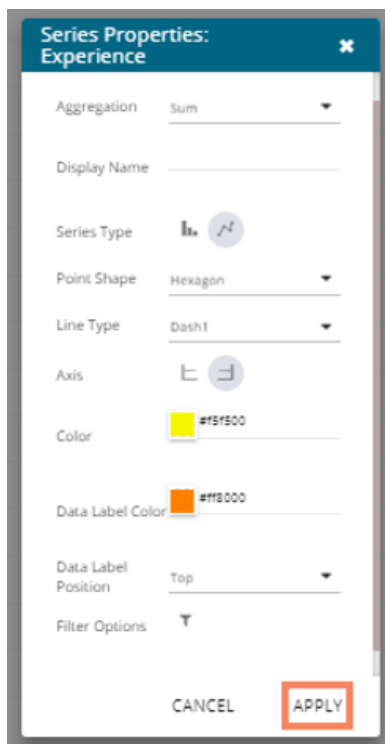 Series Properties:
Experience
Aggregation Sum
Display Name
Series Type
Point Shape Hexagon
Line Type Dash1
Axis
#f5f500
Color
#ff8000
Data Label Color
Data Label
Position Top
Filter Options
CANCEL APPLY